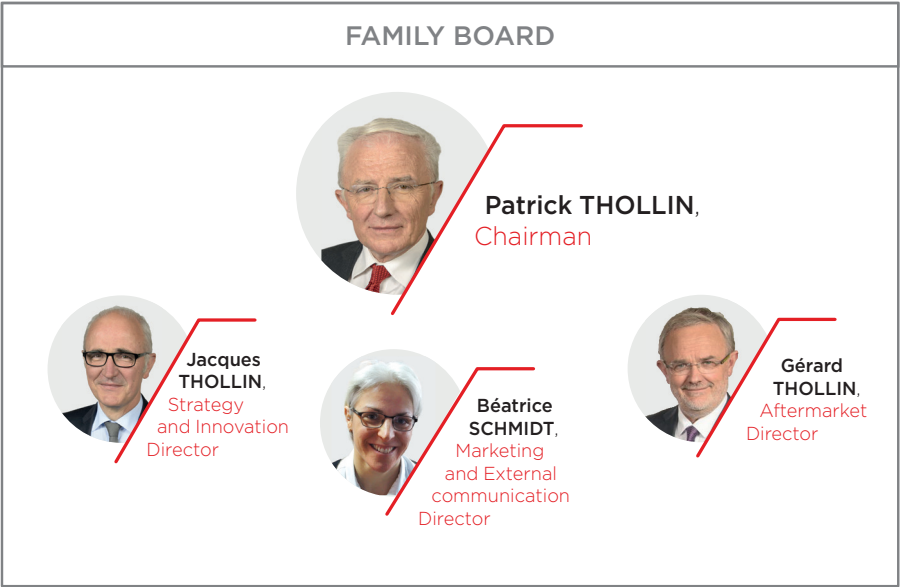 FAMILY BOARD
Patrick THOLLIN,
Chairman
Jacques
THOLLIN,
Strategy
and Innovation
Director
Béatrice
SCHMIDT,
Marketing
and External
communication
Director
Gérard
THOLLIN,
Aftermarket
Director